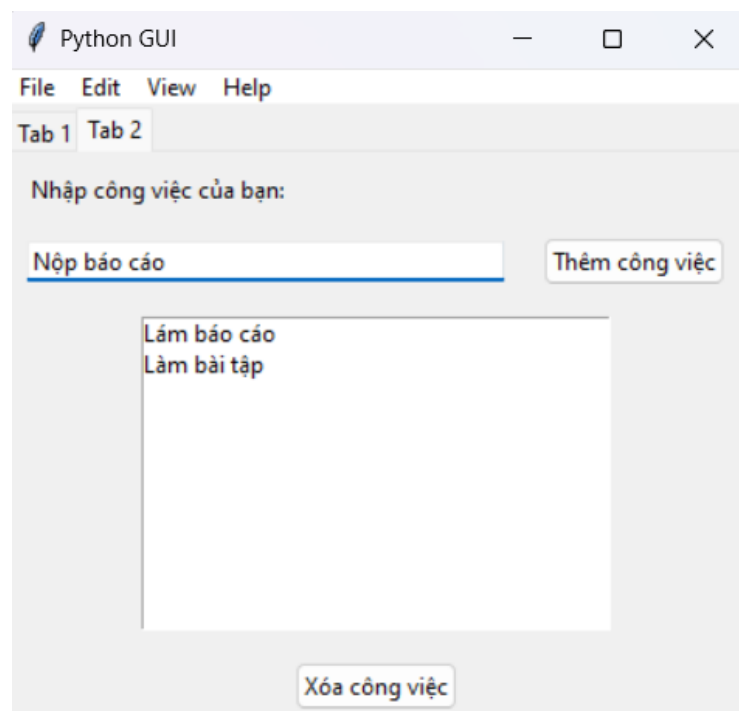 Python GUI
File Edit View Help
Tab 1 Tab 2
Nhập công việc của bạn:
Nộp báo cáo Thêm công việc
Lám báo cáo
Làm bài tập
Xóa công việc